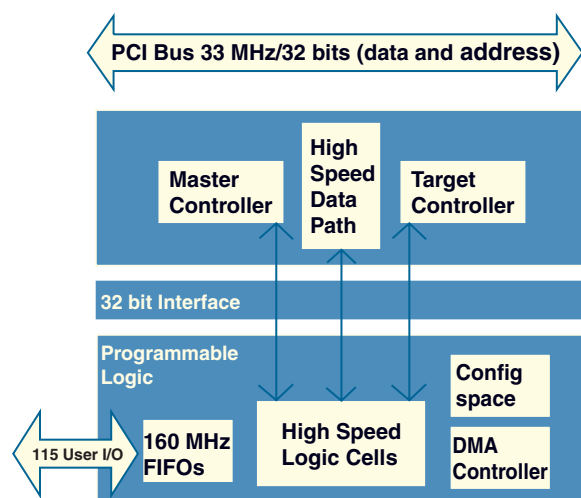 PCI Bus 33 MHz/32 bits (data and address)
High
Speed
Data
Path
Master
Controller
Target
Controller
32 bit Interface
Programmable
Logic
Config
space
High Speed
Logic Cells
160 MHz
FIFOs
DMA
Controller
115 User I/O